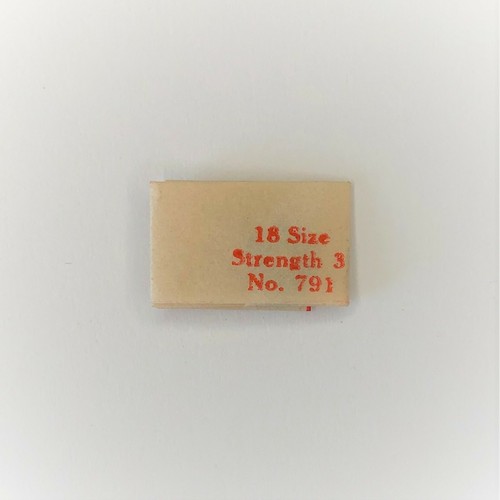 18 Size
Strength 3
No. 791